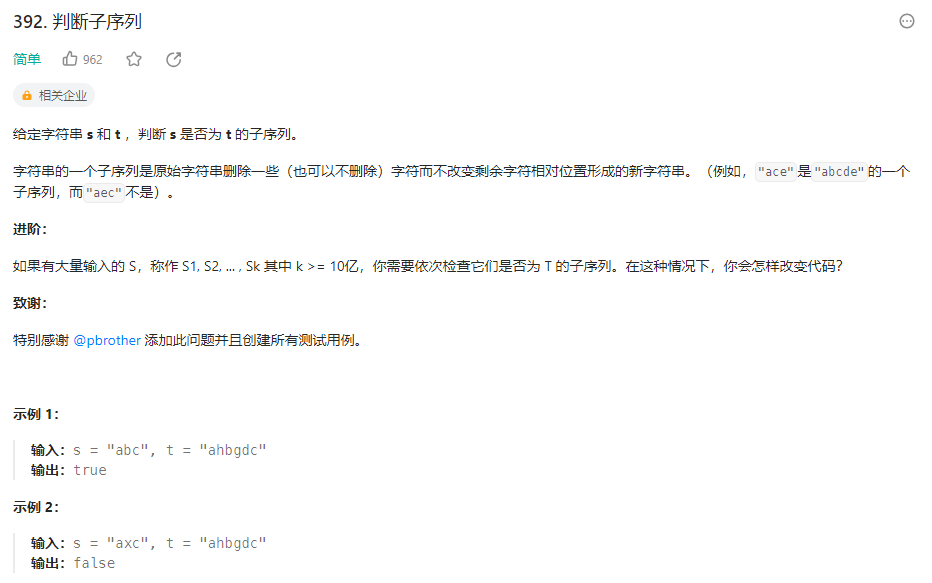 392. 判断子序列
简单 962
相关企业
给定字符串 s 和 t ，判断 s 是否为 t 的子序列。
字符串的一个子序列是原始字符串删除一些（也可以不删除）字符而不改变剩余字符相对位置形成的新字符串。（例如，"ace"是"abcde"的一个
子序列，而"aec"不是）。
进阶：
如果有大量输入的 S，称作 S1, S2, ... , Sk 其中 k >= 10亿，你需要依次检查它们是否为 T 的子序列。在这种情况下，你会怎样改变代码？
致谢：
特别感谢 @pbrother 添加此问题并且创建所有测试用例。
示例 1：
输入：s = "abc", t = "ahbgdc"
输出：true
示例 2：
输入：s = "axc", t = "ahbgdc"
输出：false